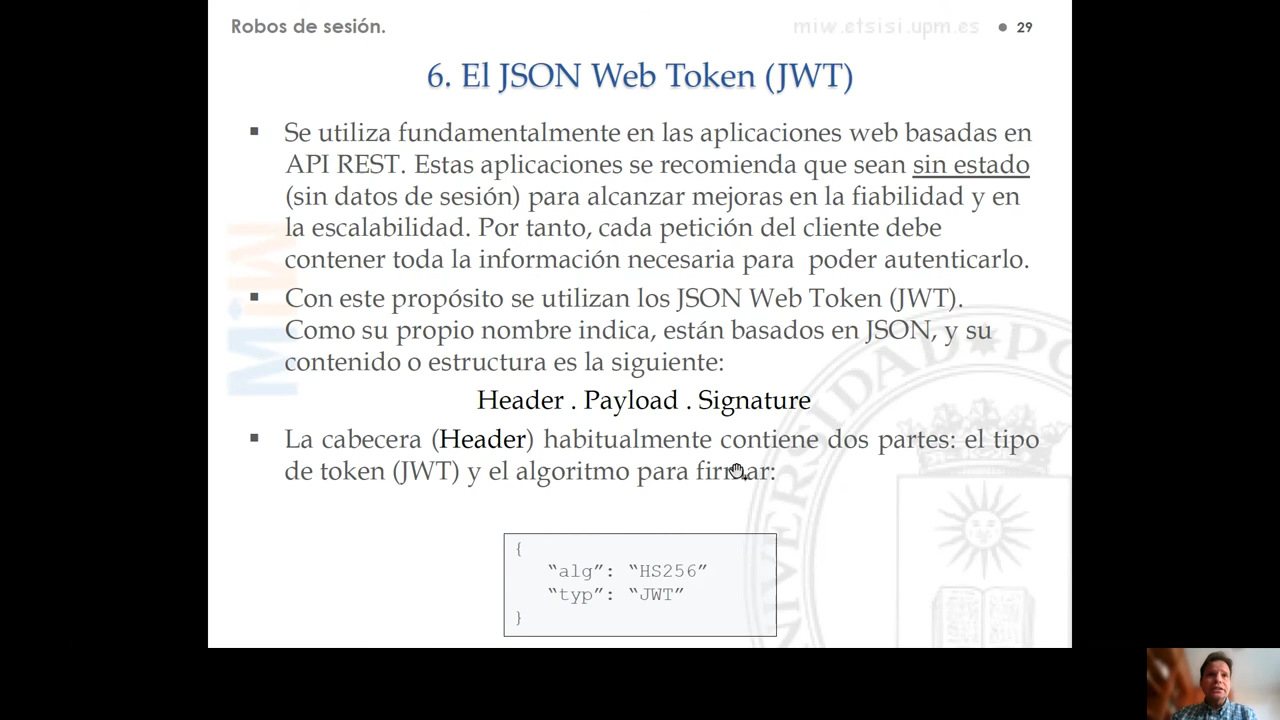 Robos de sesión.
miw.etsisi.upm.es
29
6. El JSON Web Token (JWT)
Se utiliza fundamentalmente en las aplicaciones web basadas en
API REST. Estas aplicaciones se recomienda que sean sin estado
(sin datos de sesión) para alcanzar mejoras en la fiabilidad y en
la escalabilidad. Por tanto, cada petición del cliente debe
contener toda la información necesaria para poder autenticarlo.
Con este propósito se utilizan los JSON Web Token (JWT).
Como su propio nombre indica, están basados en JSON, y su
contenido o estructura es la siguiente:
Header . Payload . Signature
La cabecera (Header) habitualmente contiene dos partes: el tipo
de token (JWT) y el algoritmo para firmar:
{
“alg”: “HS256”
“typ”: “JWT”
}
MiW
UNIVERSIDAD PO